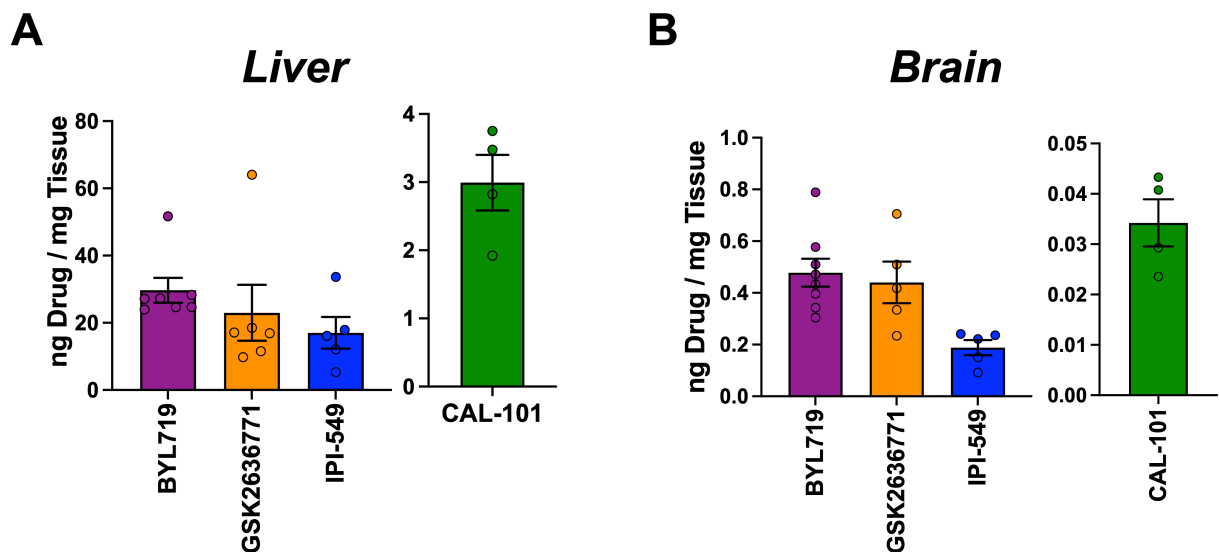 A
Liver
ng Drug / mg Tissue
80
60
40
20
0
BYL719
GSK2636771
IPI-549
4
3
2
1
0
CAL-101
B
Brain
ng Drug / mg Tissue
1.0
0.8
0.6
0.4
0.2
0.0
BYL719
GSK2636771
IPI-549
0.05
0.04
0.03
0.02
0.01
0.00
CAL-101